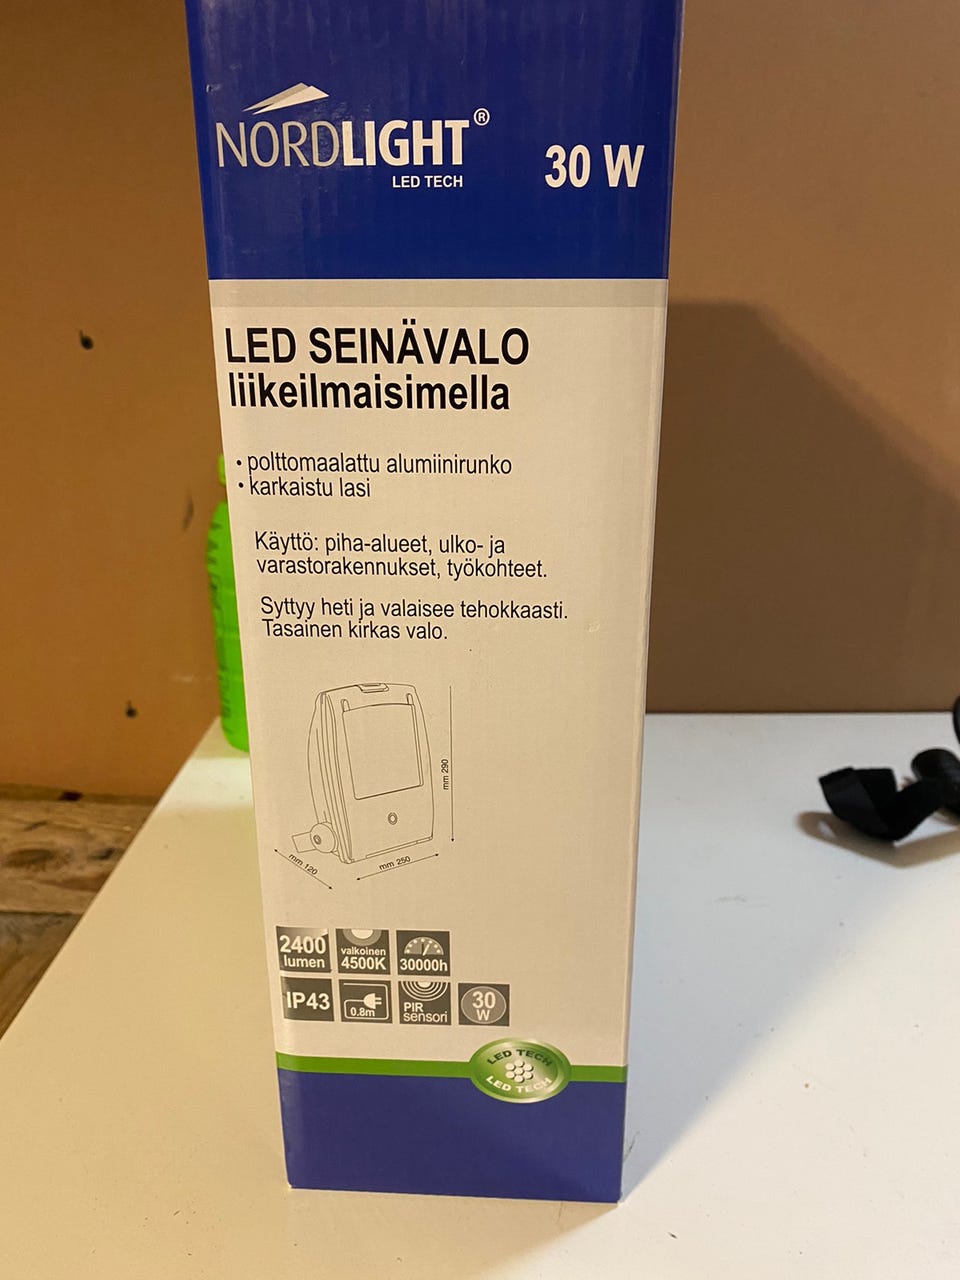 NORDLIGHT®
LED TECH
30 W
LED SEINÄVALO
liikeilmaisimella
• polttomaalattu alumiinirunko
• karkaistu lasi
Käyttö: piha-alueet, ulko- ja
varastorakennukset, työkohteet.
Syttyy heti ja valaisee tehokkaasti.
Tasainen kirkas valo.
mm 290
mm 120
mm 250
2400
lumen
valkoinen
4500K
30000h
IP43
0.8m
PIR
sensori
30
W
LED TECH
LED TECH